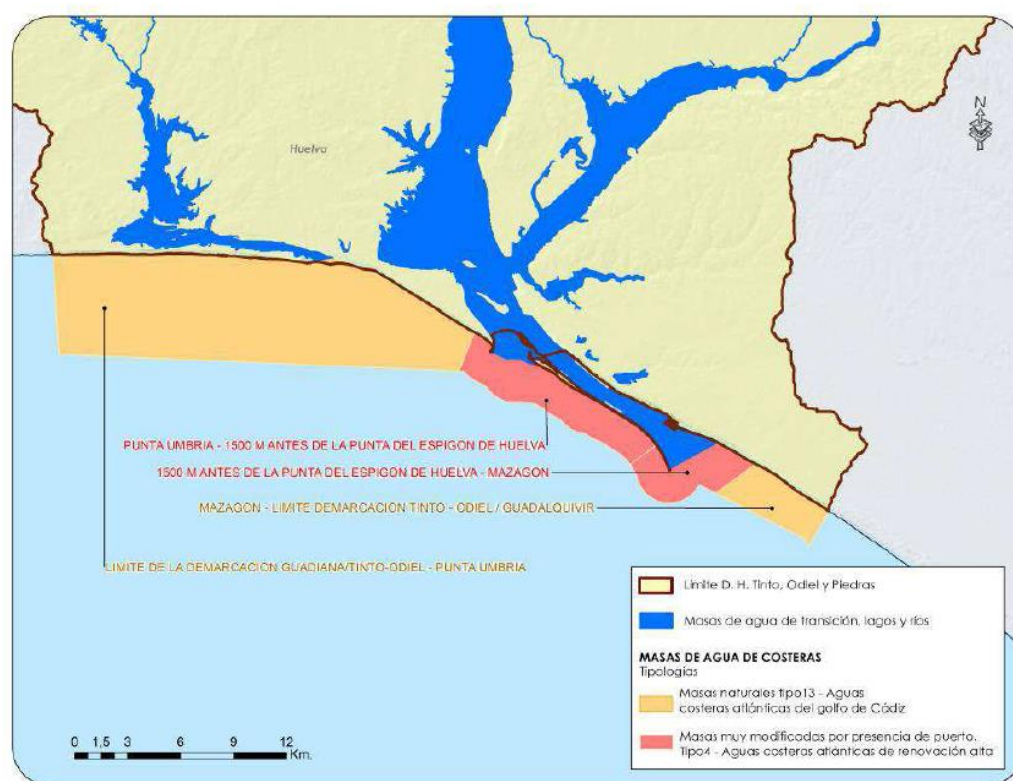 N
Huelva
PUNTA UMBRIA - 1500 M ANTES DE LA PUNTA DEL ESPIGON DE HUELVA
1500 M ANTES DE LA PUNTA DEL ESPIGON DE HUELVA - MAZAGON
MAZAGON - LIMITE DEMARCACION TINTO - ODIEL / GUADALQUIVIR
LIMITE DE LA DEMARCACION GUADIANA/TINTO-ODIEL - PUNTA UMBRIA
Límite D. H. Tinto, Odiel y Piedras
Masas de agua de transición, lagos y ríos
MASAS DE AGUA DE COSTERAS
Tipologías
Masas naturales tipo13 - Aguas
costeras atlánticas del golfo de Cádiz
Masas muy modificadas por presencia de puerto.
Tipo4 - Aguas costeras atlánticas de renovación alta
0 1,5 3 6 9 12
Km.